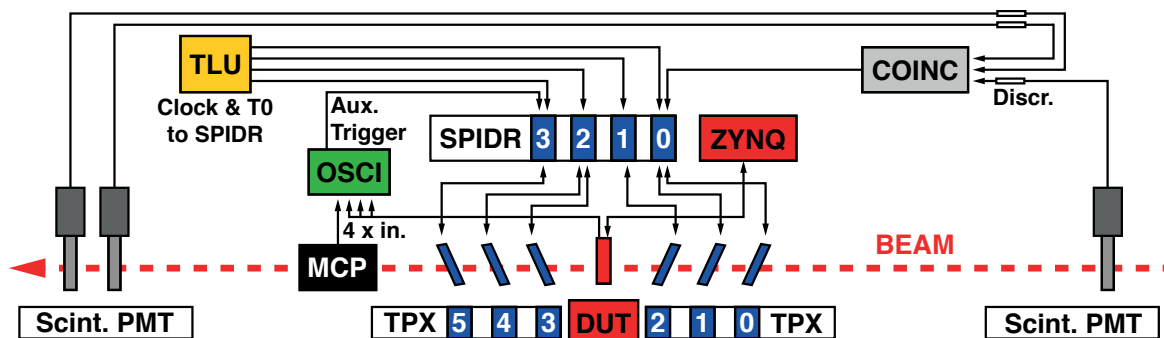 TLU
Clock & T0
to SPIDR
Aux.
Trigger
SPIDR 3 2 1 0
ZYNQ
COINC
Discr.
OSCI
4 x in.
MCP
BEAM
Scint. PMT
TPX 5 4 3 DUT 2 1 0 TPX
Scint. PMT